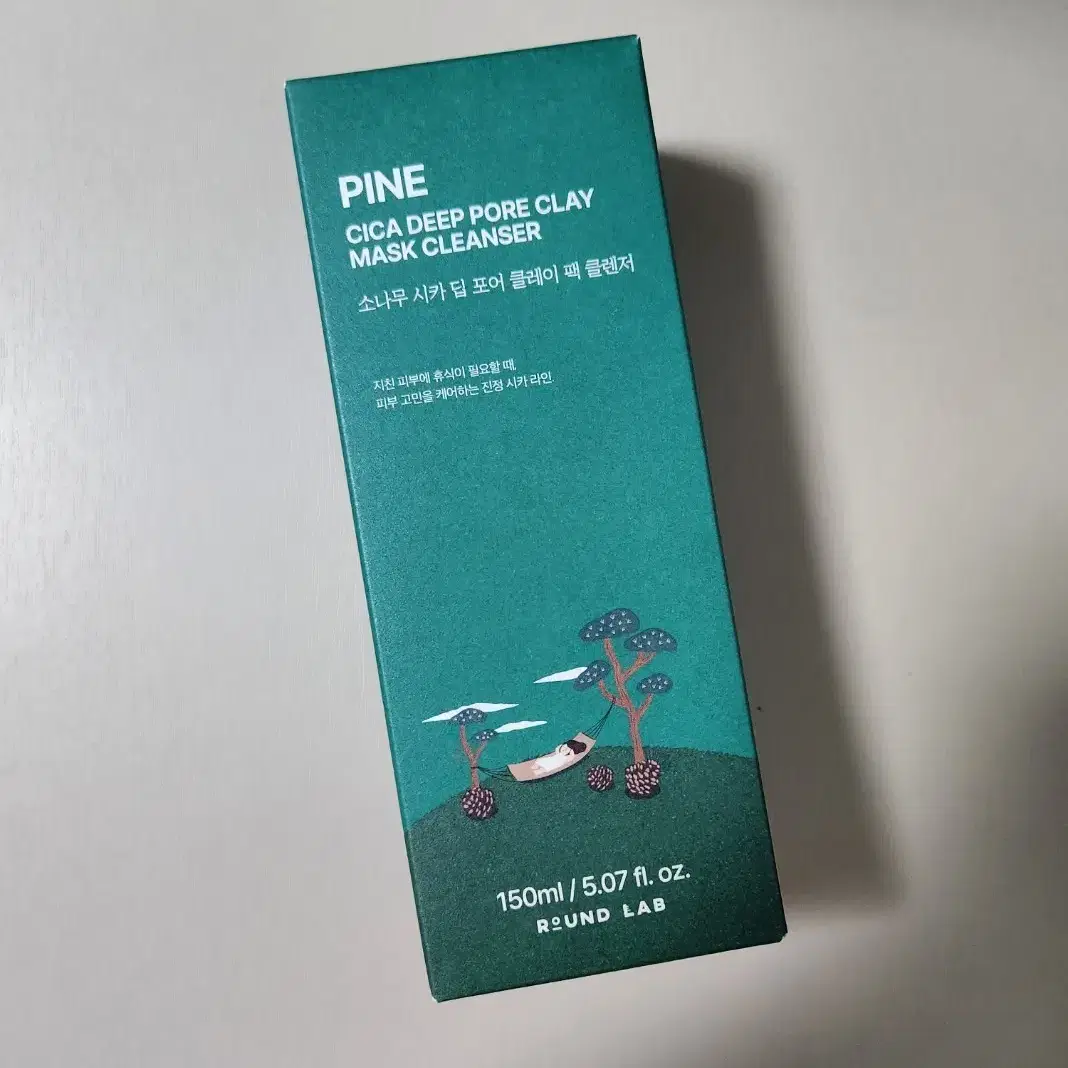 PINE
CICA DEEP PORE CLAY
MASK CLEANSER
소나무 시카 딥 포어 클레이 팩 클렌저
지친 피부에 휴식이 필요할 때,
피부 고민을 케어하는 진정 시카 라인.
150ml / 5.07 fl. oz.
ROUND LAB